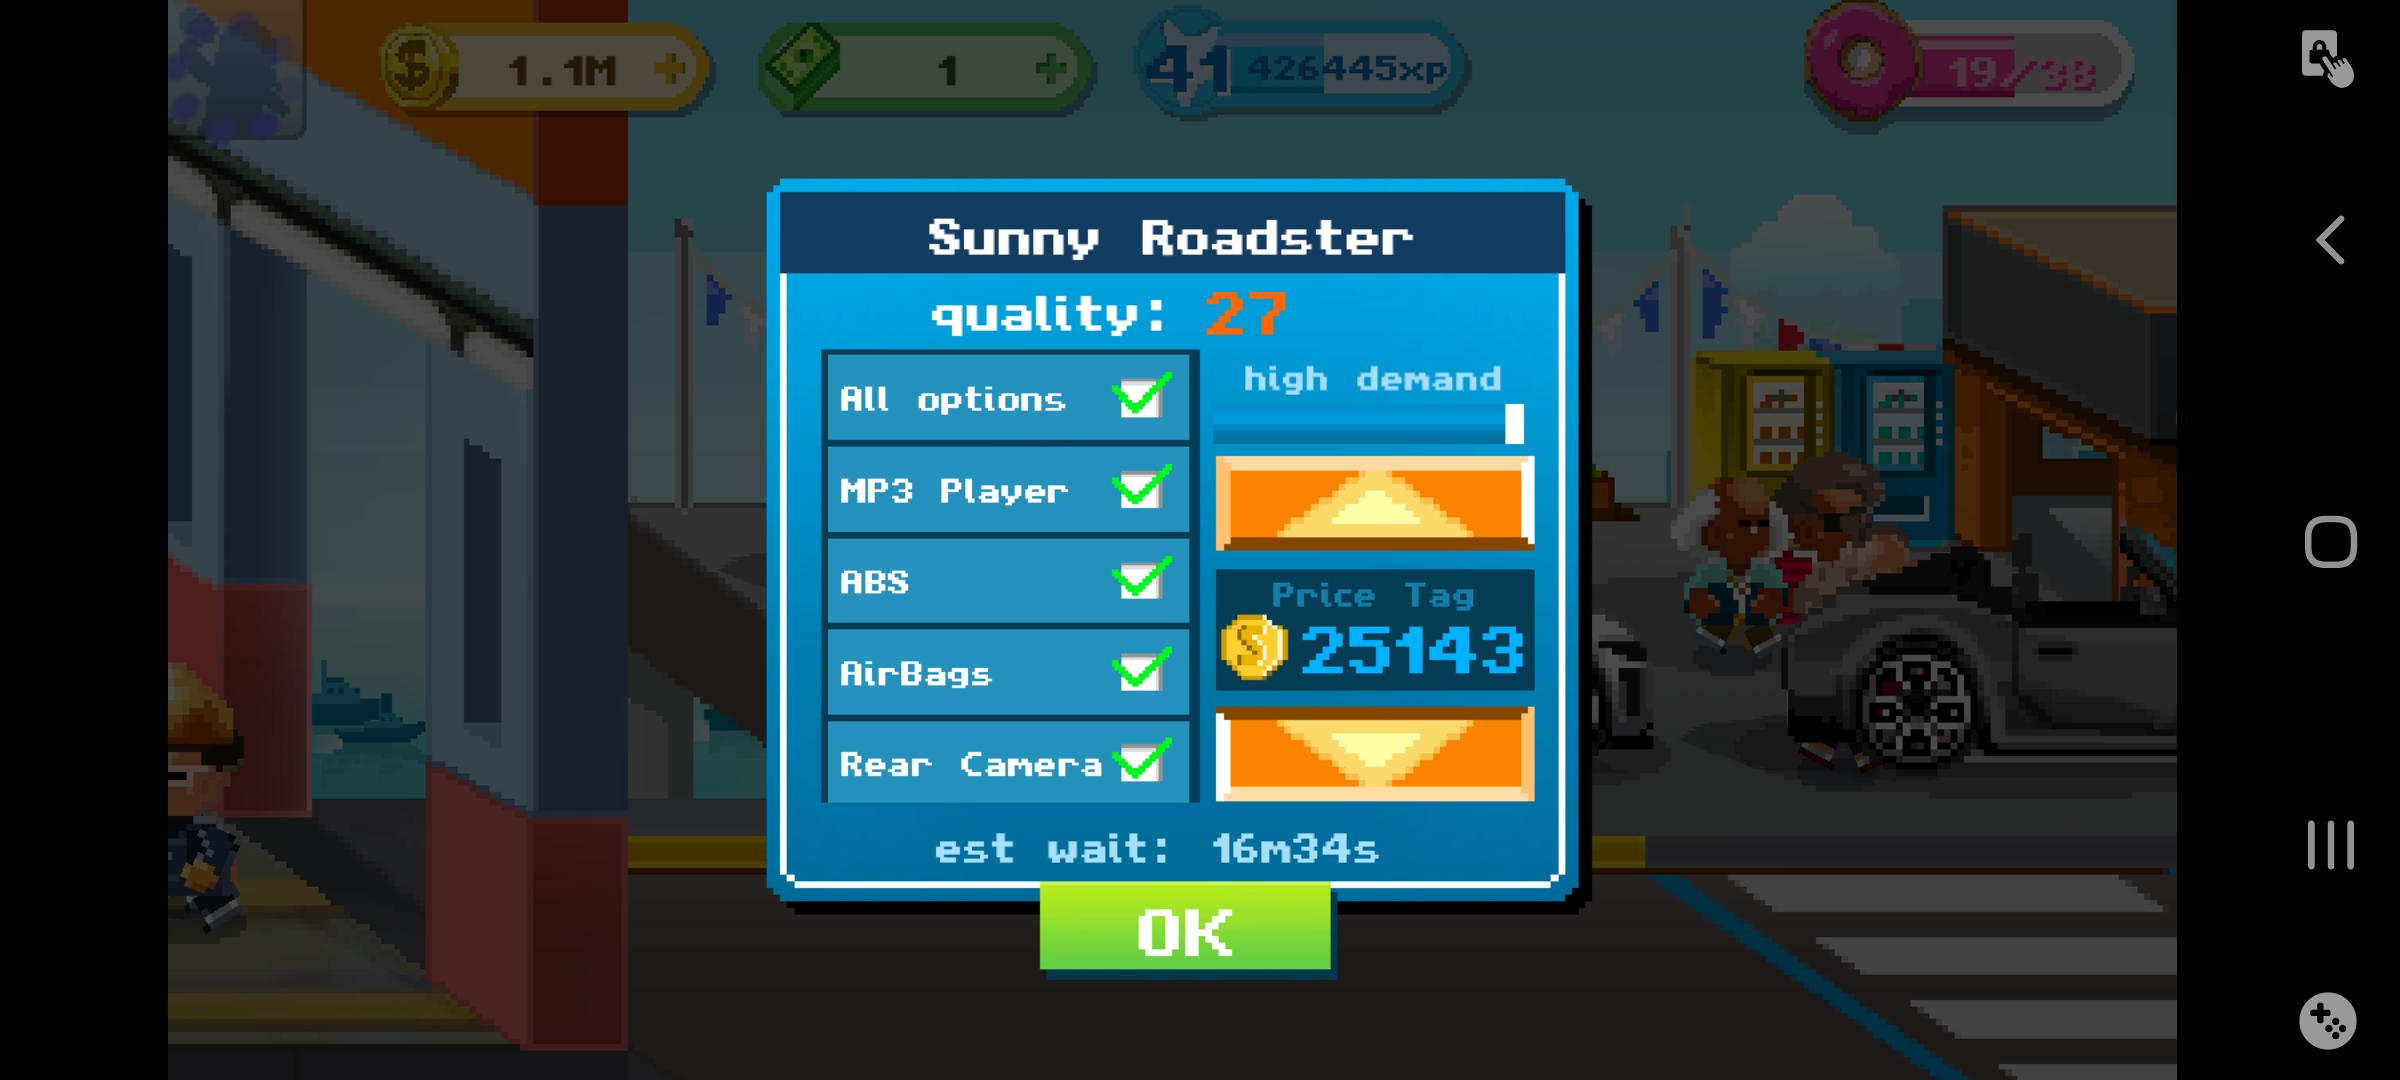 1.1M +
1 +
41 426445xp
19/38
Sunny Roadster
quality: 27
All options
MP3 Player
ABS
AirBags
Rear Camera
high demand
Price Tag
25143
est wait: 16m34s
OK